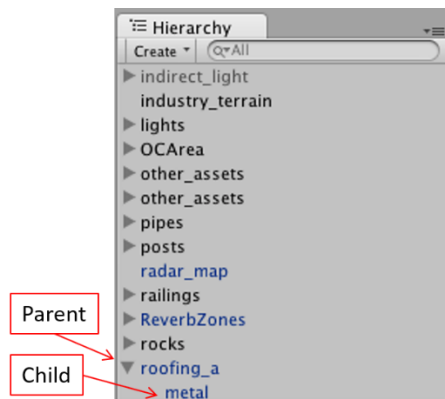 Hierarchy
Create All
indirect_light
industry_terrain
lights
OCArea
other_assets
other_assets
pipes
posts
radar_map
railings
ReverbZones
rocks
Parent
roofing_a
Child
metal